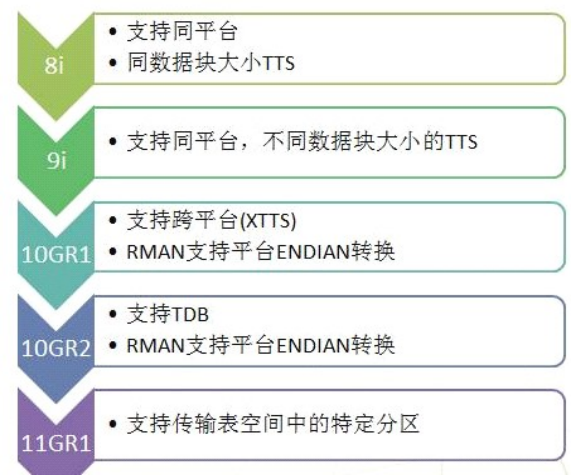 8i
• 支持同平台
• 同数据块大小TTS
9i
• 支持同平台，不同数据块大小的TTS
10GR1
• 支持跨平台(XTTS)
• RMAN支持平台ENDIAN转换
10GR2
• 支持TDB
• RMAN支持平台ENDIAN转换
11GR1
• 支持传输表空间中的特定分区